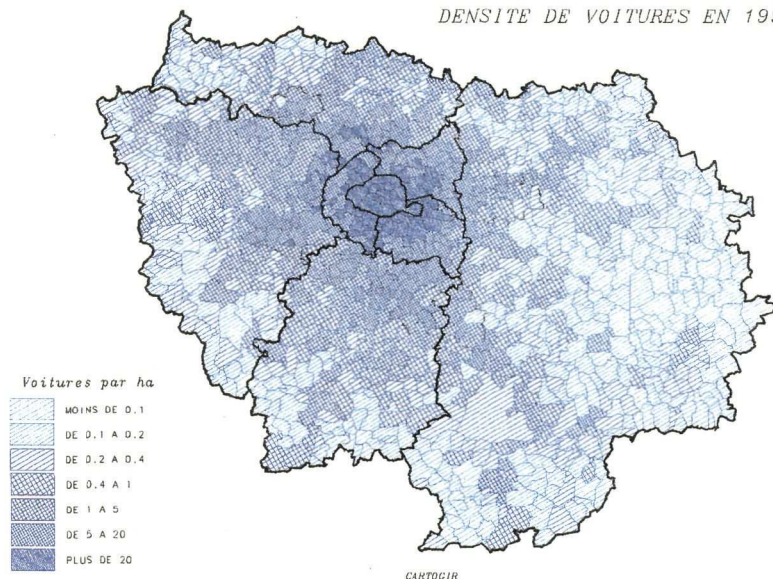 DENSITE DE VOITURES EN
Voitures par ha
MOINS DE 0.1
DE 0.1 A 0.2
DE 0.2 A 0.4
DE 0.4 A 1
DE 1 A 5
DE 5 A 20
PLUS DE 20
CARTOGIR